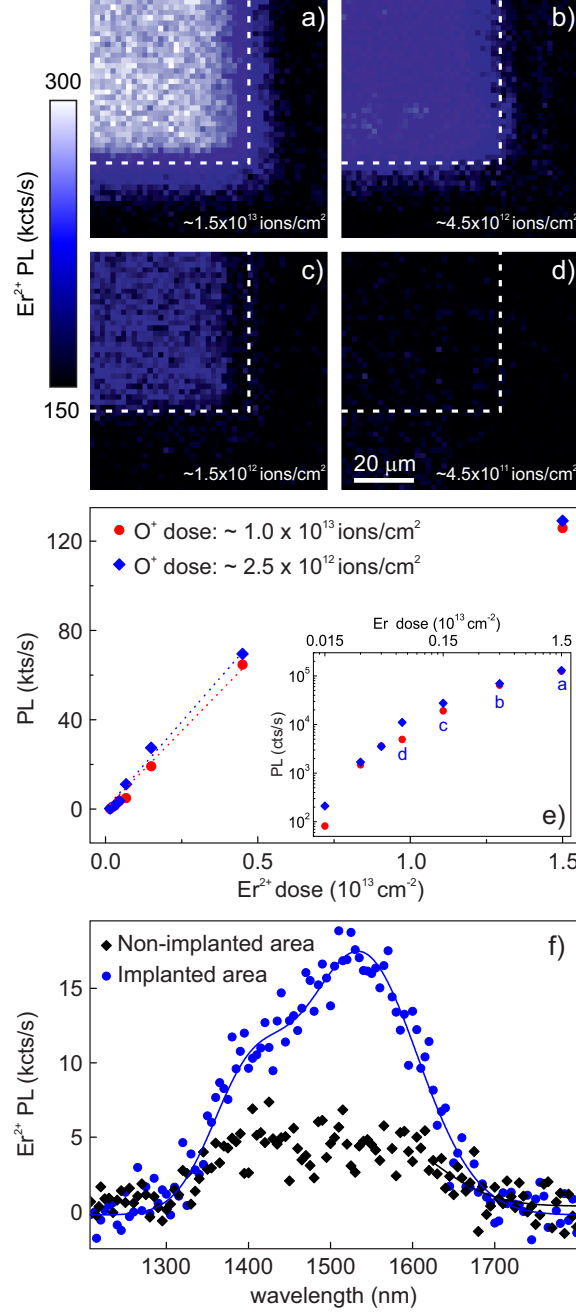 a)
b)
300
150
Er²⁺ PL (kcts/s)
~1.5x10¹³ ions/cm²
~4.5x10¹² ions/cm²
c)
d)
~1.5x10¹² ions/cm²
20 μm
~4.5x10¹¹ ions/cm²
O⁺ dose: ~ 1.0 x 10¹³ ions/cm²
O⁺ dose: ~ 2.5 x 10¹² ions/cm²
120
80
40
0
PL (kts/s)
0.0
0.5
1.0
1.5
Er²⁺ dose (10¹³ cm⁻²)
Er dose (10¹³ cm⁻²)
0.015
0.15
1.5
10⁵
10⁴
10³
10²
PL (cts/s)
a
b
c
d
e)
Non-implanted area
Implanted area
f)
15
10
5
0
Er²⁺ PL (kcts/s)
1300
1400
1500
1600
1700
wavelength (nm)